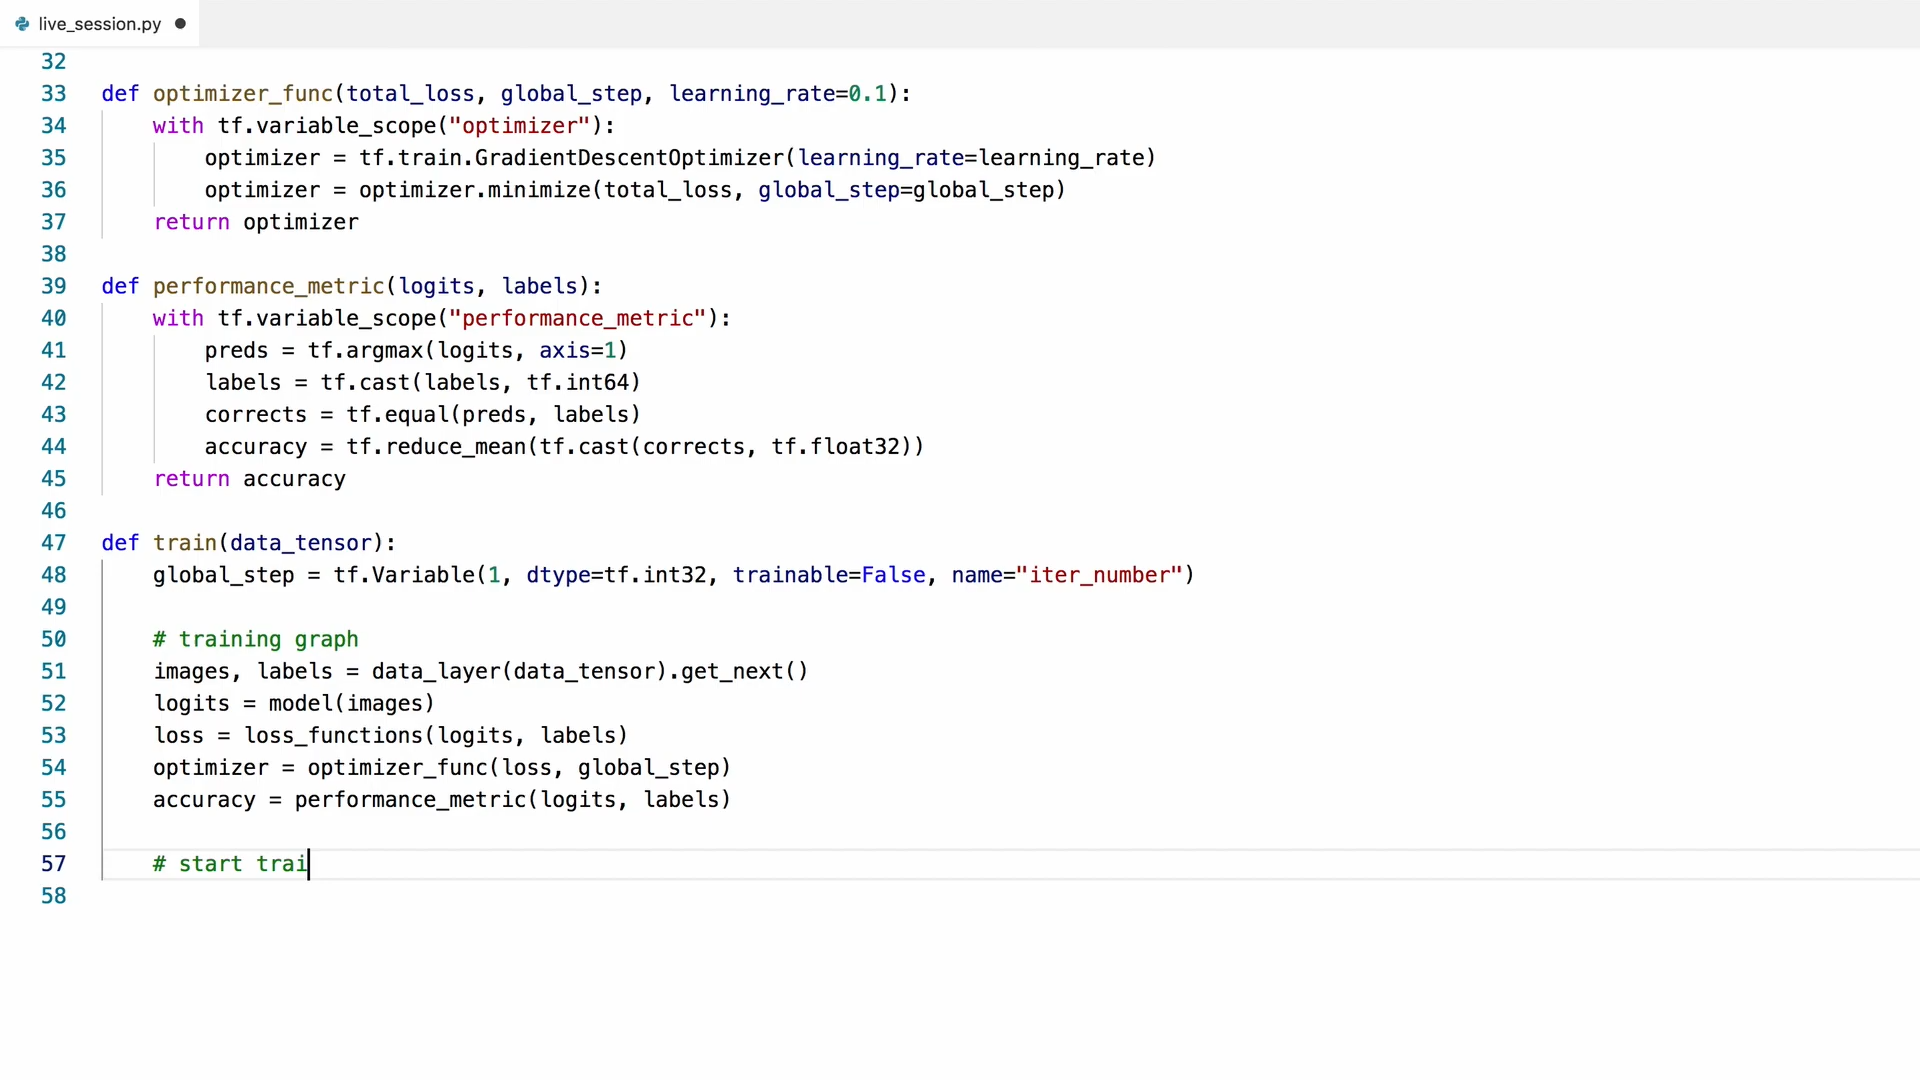 live_session.py
32
33 def optimizer_func(total_loss, global_step, learning_rate=0.1):
34     with tf.variable_scope("optimizer"):
35         optimizer = tf.train.GradientDescentOptimizer(learning_rate=learning_rate)
36         optimizer = optimizer.minimize(total_loss, global_step=global_step)
37     return optimizer
38
39 def performance_metric(logits, labels):
40     with tf.variable_scope("performance_metric"):
41         preds = tf.argmax(logits, axis=1)
42         labels = tf.cast(labels, tf.int64)
43         corrects = tf.equal(preds, labels)
44         accuracy = tf.reduce_mean(tf.cast(corrects, tf.float32))
45     return accuracy
46
47 def train(data_tensor):
48     global_step = tf.Variable(1, dtype=tf.int32, trainable=False, name="iter_number")
49
50     # training graph
51     images, labels = data_layer(data_tensor).get_next()
52     logits = model(images)
53     loss = loss_functions(logits, labels)
54     optimizer = optimizer_func(loss, global_step)
55     accuracy = performance_metric(logits, labels)
56
57     # start trai
58